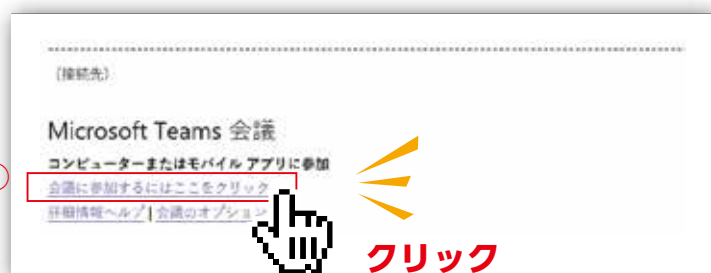 （接続先）
Microsoft Teams 会議
コンピューターまたはモバイル アプリに参加
会議に参加するにはここをクリック
詳細情報ヘルプ | 会議のオプション
クリック